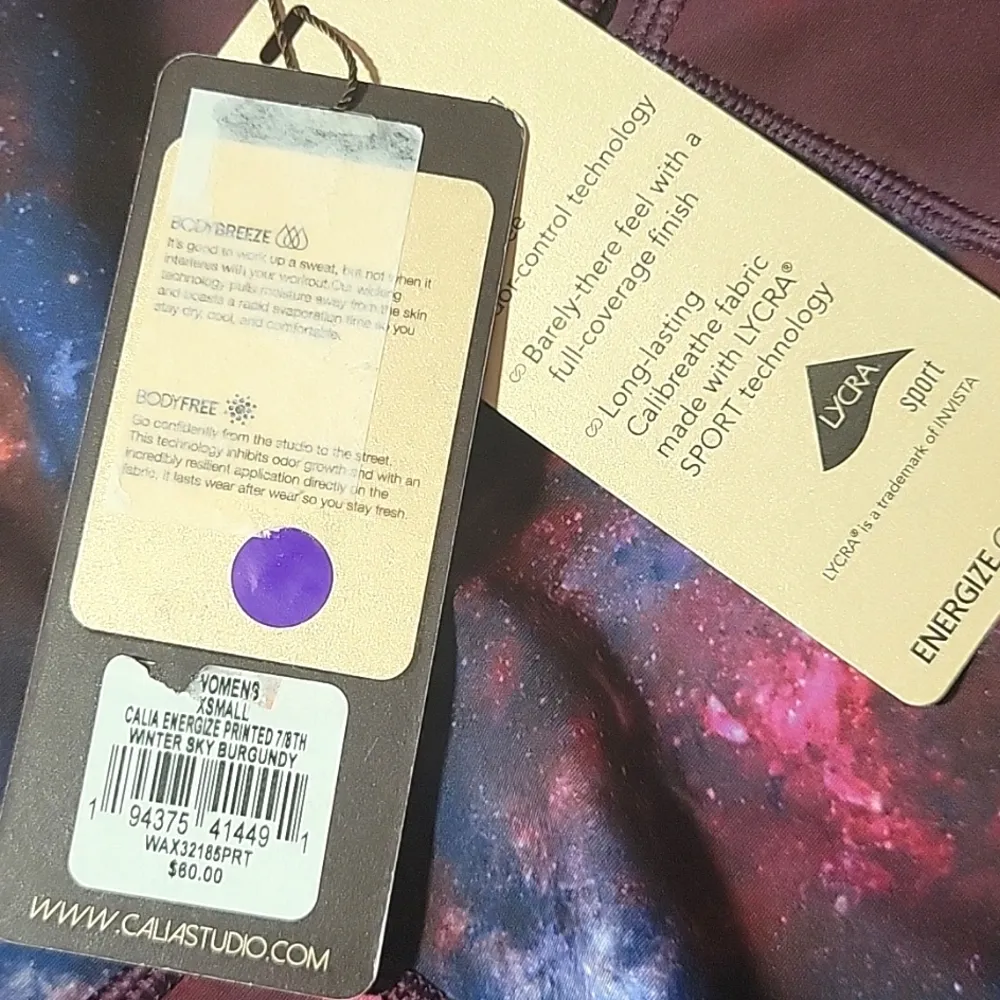 BODYBREEZE
It's good to work up a sweat, but not when it
interferes with your workout. Our wicking
technology pulls moisture away from the skin
and boasts a rapid evaporation time so you
stay dry, cool, and comfortable.
BODYFREE
Go confidently from the studio to the street.
This technology inhibits odor growth and with an
incredibly resilient application directly on the
fabric, it lasts wear after wear so you stay fresh.
WOMENS
XSMALL
CALIA ENERGIZE PRINTED 7/8TH
WINTER SKY BURGUNDY
1 94375 41449 1
WAX32185PRT
$60.00
WWW.CALIASTUDIO.COM
dor-control technology
Barely-there feel with a
full-coverage finish
Long-lasting
Calibreathe fabric
made with LYCRA®
SPORT technology
LYCRA
sport
LYCRA® is a trademark of INVISTA
ENERGIZE